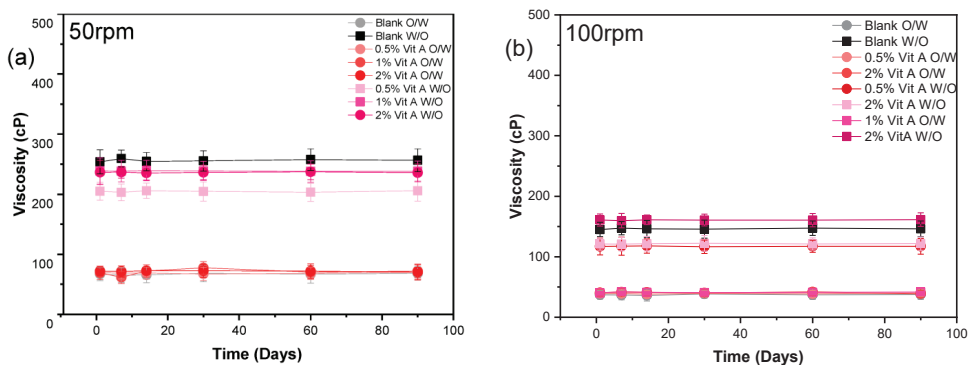 (a)
50rpm
Blank O/W
Blank W/O
0.5% Vit A O/W
1% Vit A O/W
2% Vit A O/W
0.5% Vit A W/O
1% Vit A W/O
2% Vit A W/O
500
400
300
200
100
0
Viscosity (cP)
0 20 40 60 80 100
Time (Days)
(b)
100rpm
Blank O/W
Blank W/O
0.5% Vit A O/W
2% Vit A O/W
0.5% Vit A W/O
2% Vit A W/O
1% Vit A O/W
2% VitA W/O
500
400
300
200
100
0
Viscosity (cP)
0 20 40 60 80 100
Time (Days)